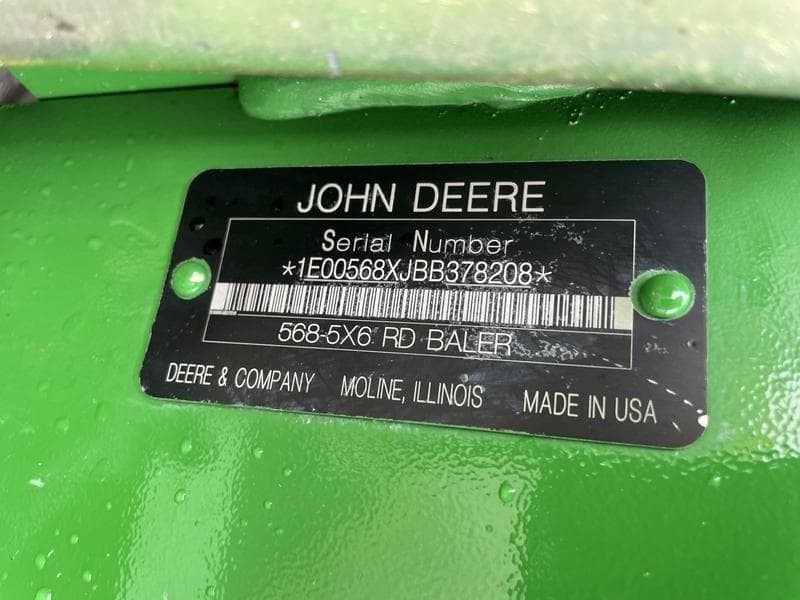 JOHN DEERE
Serial Number
*1E00568XJBB378208*
568-5X6 RD BALER
DEERE & COMPANY MOLINE, ILLINOIS MADE IN USA